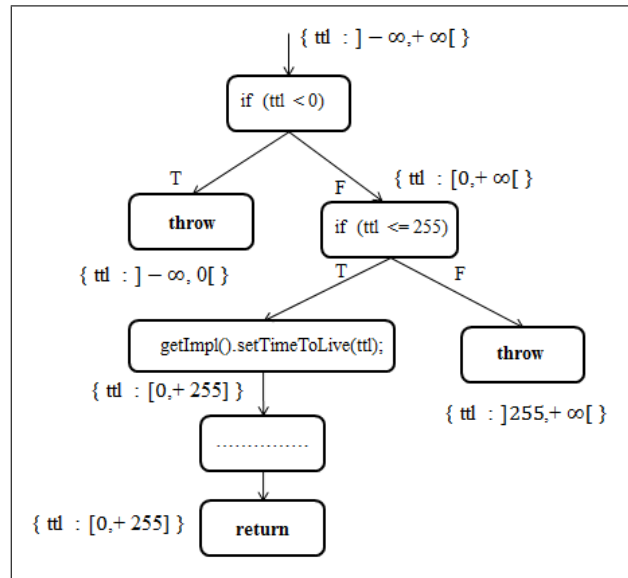 { ttl : ] − ∞,+ ∞[ }
if (ttl < 0)
T
F
{ ttl : [0,+ ∞[ }
throw
if (ttl <= 255)
{ ttl : ] − ∞, 0[ }
T
F
getImpl().setTimeToLive(ttl);
throw
{ ttl : [0,+ 255] }
{ ttl : ]255,+ ∞[ }
...............
{ ttl : [0,+ 255] }
return